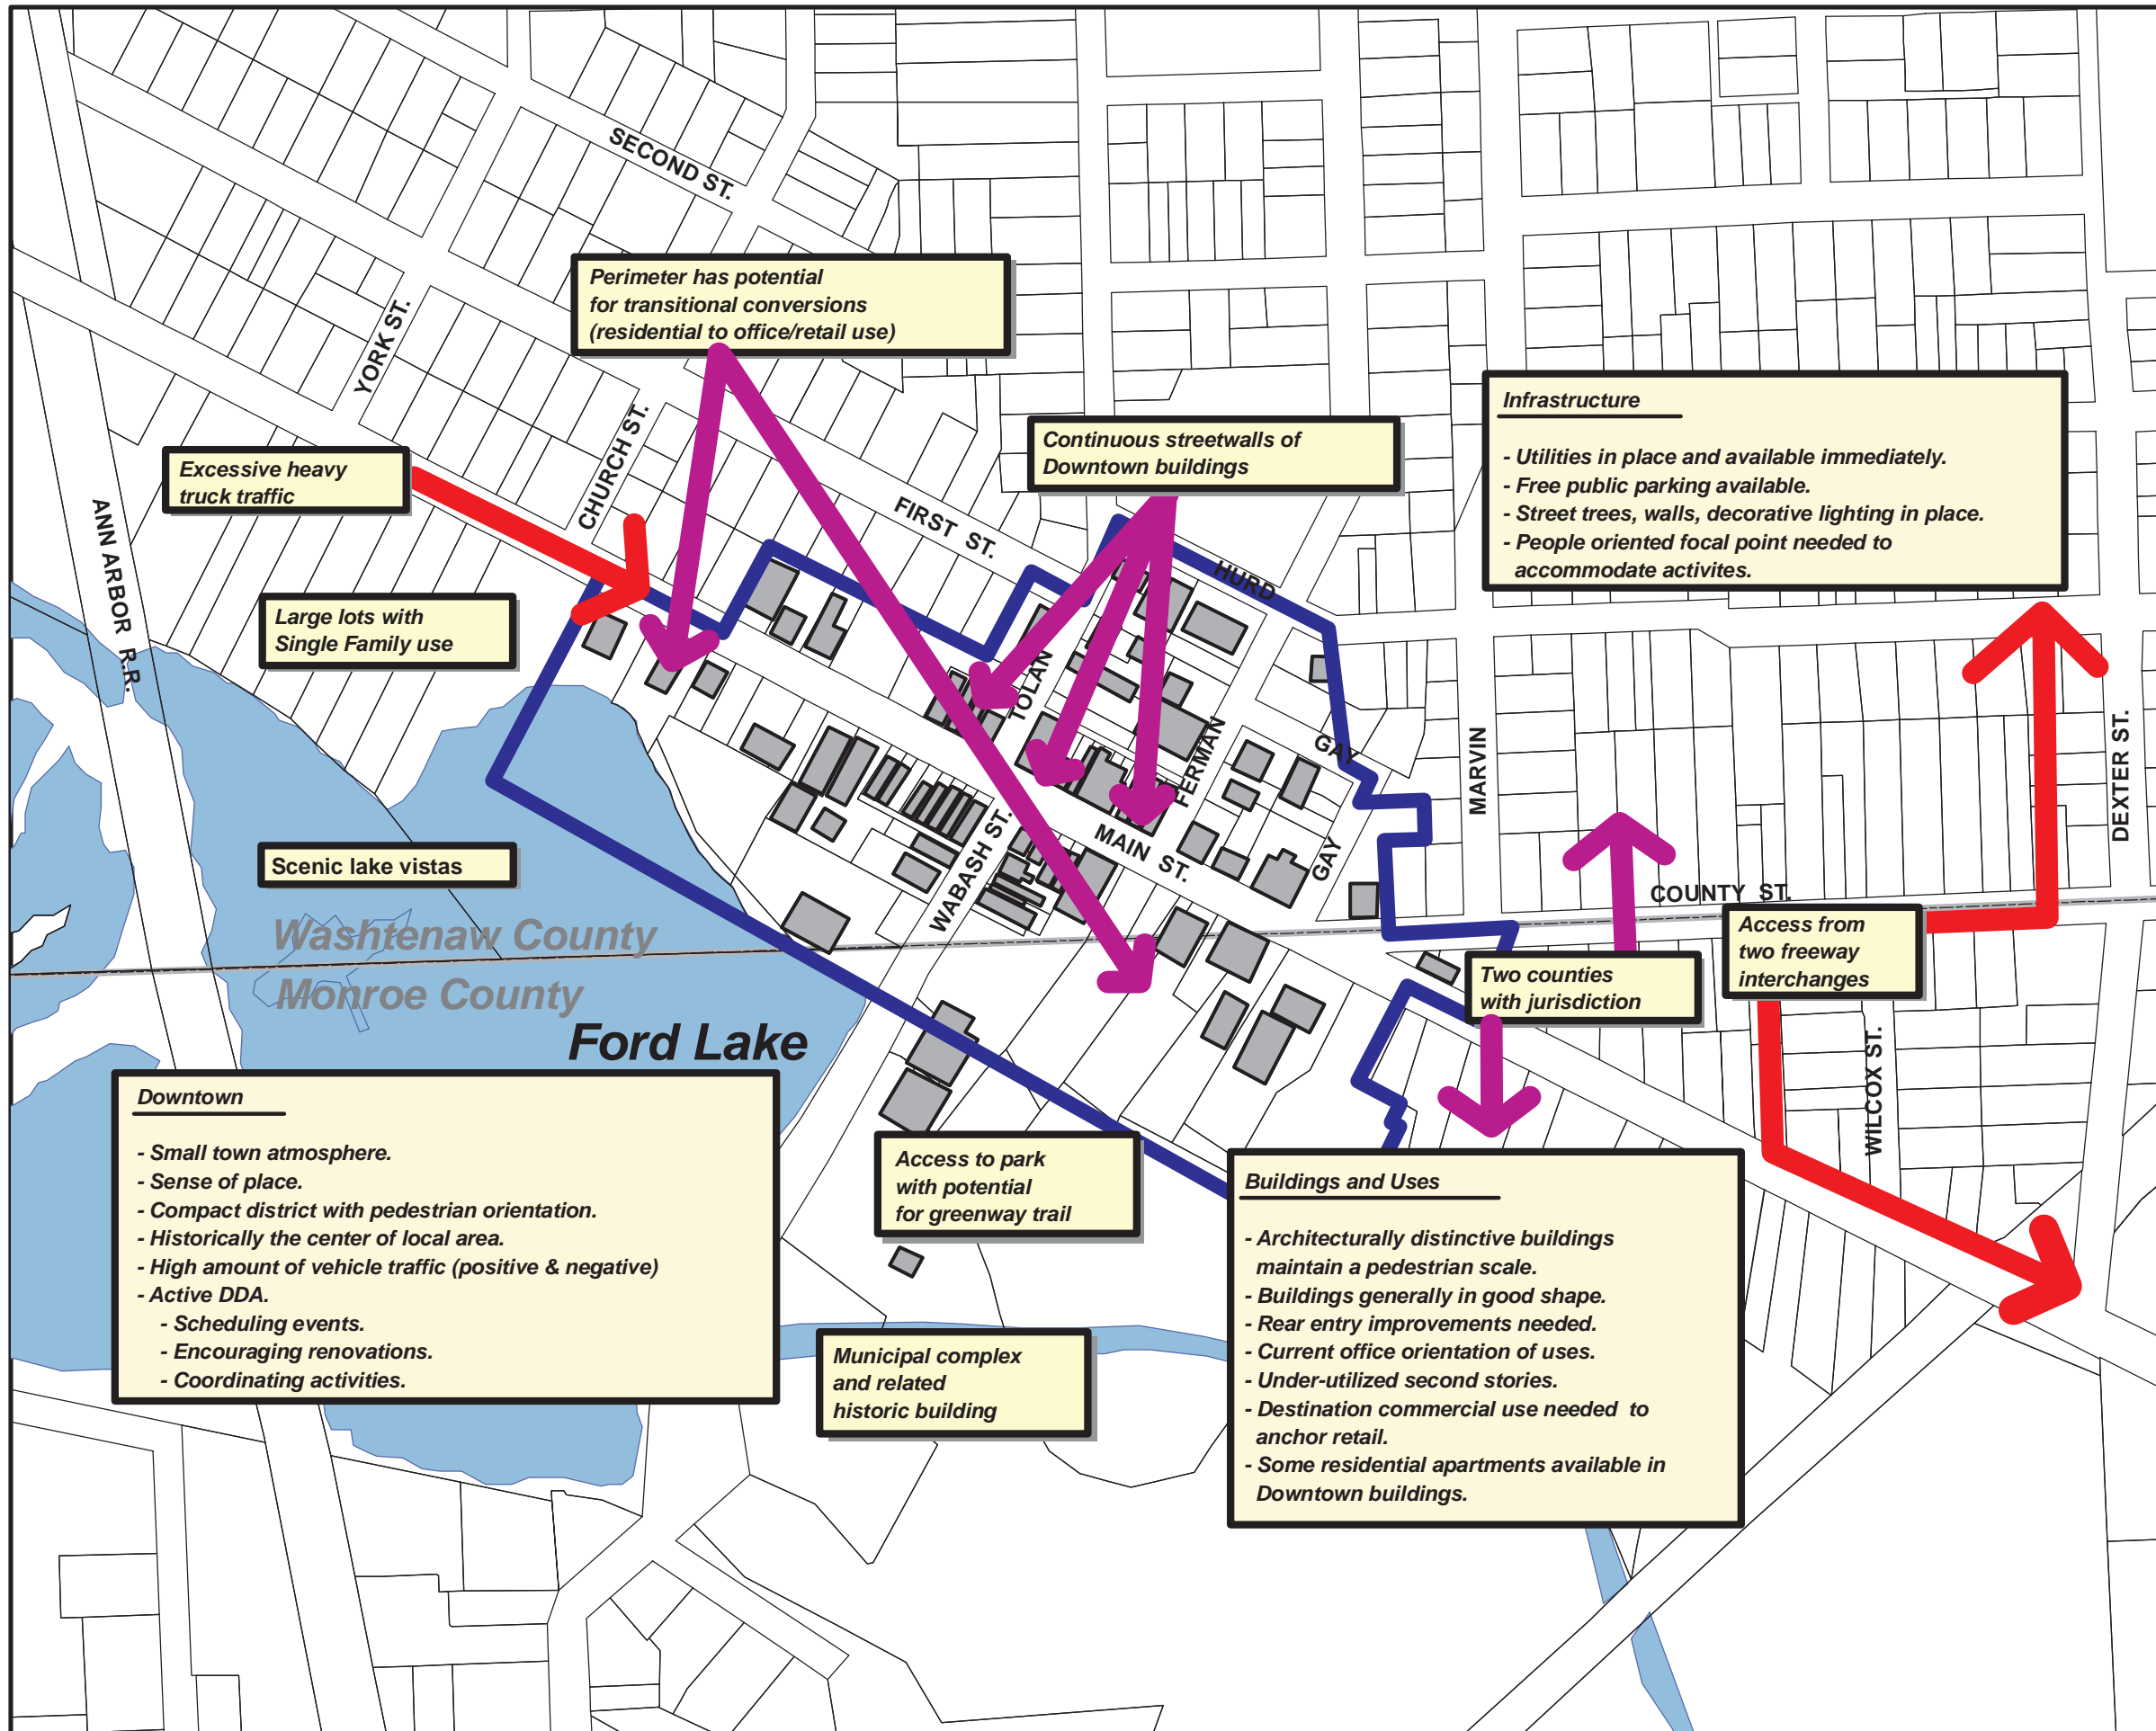 SECOND ST.
Perimeter has potential
for transitional conversions
(residential to office/retail use)
YORK ST.
CHURCH ST.
Infrastructure
- Utilities in place and available immediately.
- Free public parking available.
- Street trees, walls, decorative lighting in place.
- People oriented focal point needed to
accommodate activites.
Continuous streetwalls of
Downtown buildings
Excessive heavy
truck traffic
ANN ARBOR R.R.
FIRST ST.
HURD
Large lots with
Single Family use
TOLAN
FERMAN
GAY
MARVIN
DEXTER ST.
MAIN ST.
GAY
WABASH ST.
Scenic lake vistas
COUNTY ST.
Washtenaw County
Monroe County
Access from
two freeway
interchanges
Two counties
with jurisdiction
Ford Lake
WILCOX ST.
Downtown
- Small town atmosphere.
- Sense of place.
- Compact district with pedestrian orientation.
- Historically the center of local area.
- High amount of vehicle traffic (positive & negative)
- Active DDA.
- Scheduling events.
- Encouraging renovations.
- Coordinating activities.
Access to park
with potential
for greenway trail
Buildings and Uses
- Architecturally distinctive buildings
maintain a pedestrian scale.
- Buildings generally in good shape.
- Rear entry improvements needed.
- Current office orientation of uses.
- Under-utilized second stories.
- Destination commercial use needed to
anchor retail.
- Some residential apartments available in
Downtown buildings.
Municipal complex
and related
historic building